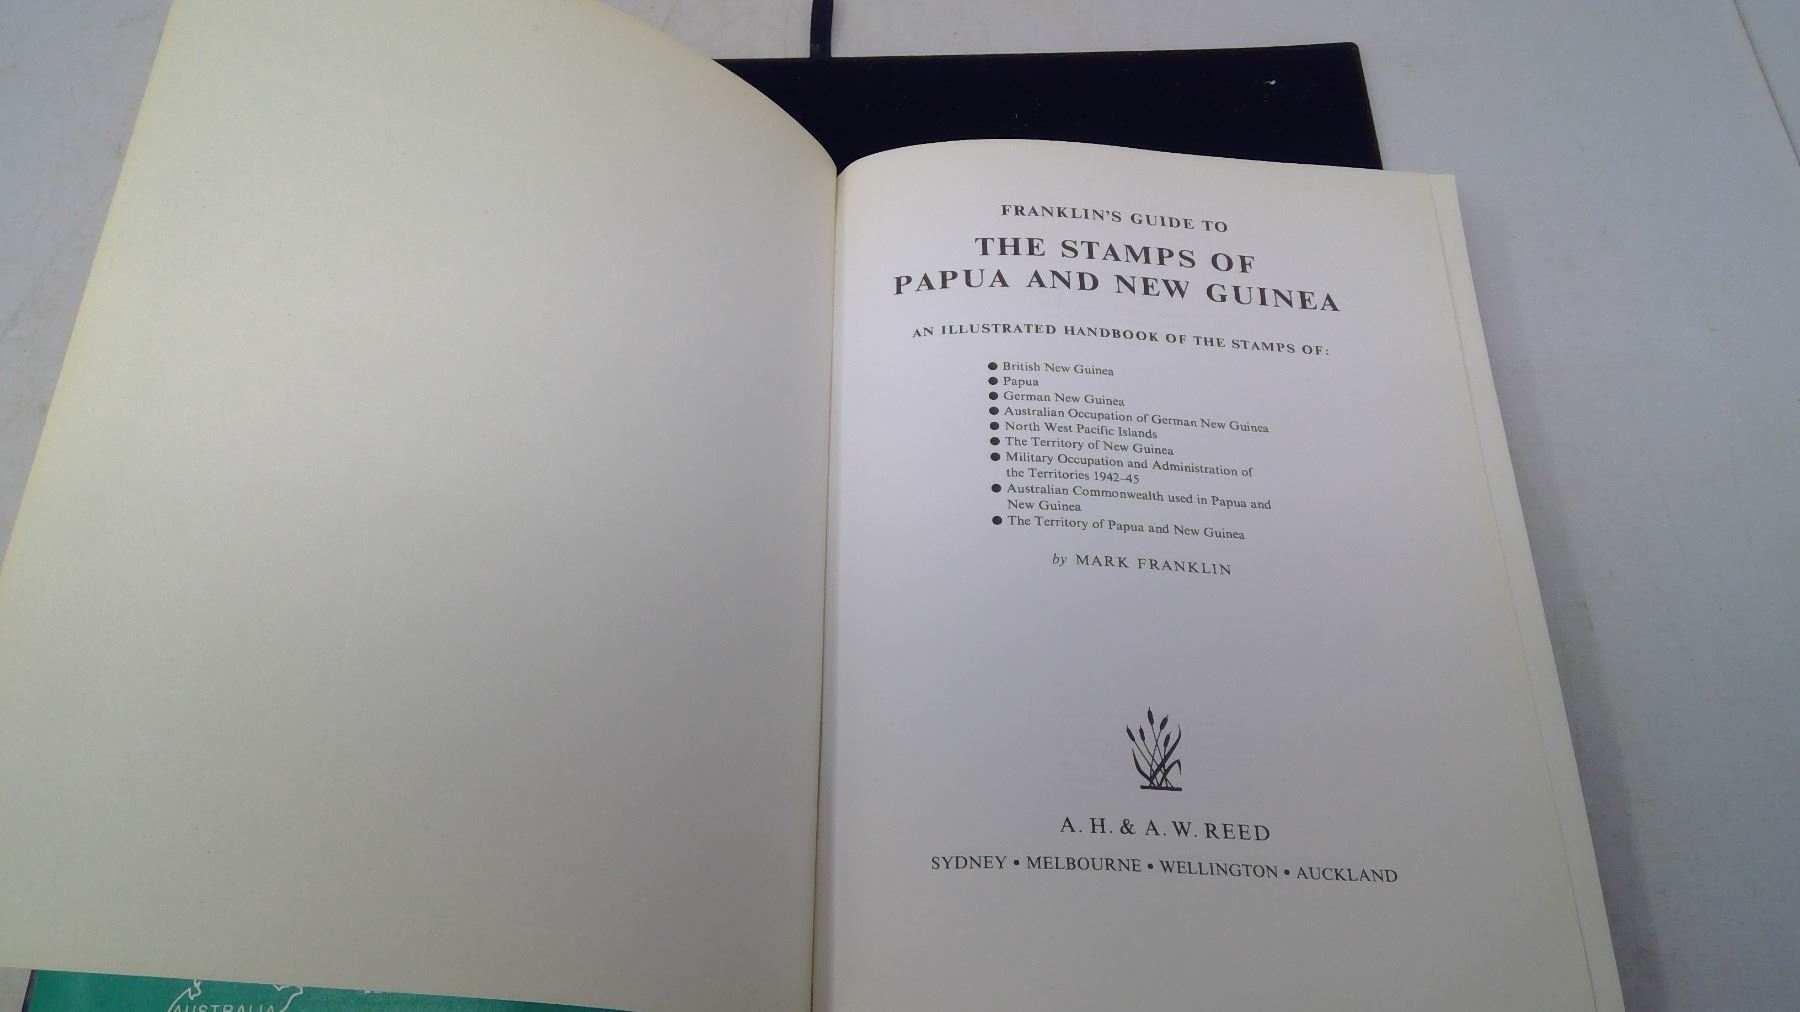 FRANKLIN'S GUIDE TO
THE STAMPS OF
PAPUA AND NEW GUINEA
AN ILLUSTRATED HANDBOOK OF THE STAMPS OF:
● British New Guinea
● Papua
● German New Guinea
● Australian Occupation of German New Guinea
● North West Pacific Islands
● The Territory of New Guinea
● Military Occupation and Administration of
the Territories 1942–45
● Australian Commonwealth used in Papua and
New Guinea
● The Territory of Papua and New Guinea
by MARK FRANKLIN
A. H. & A. W. REED
SYDNEY • MELBOURNE • WELLINGTON • AUCKLAND
AUSTRALIA